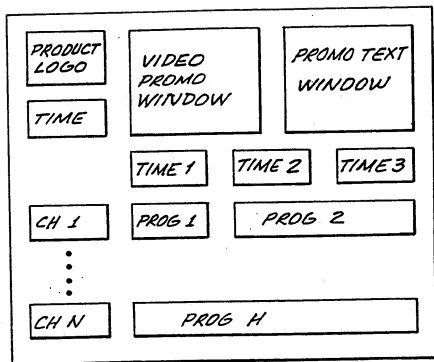 PRODUCT
LOGO
VIDEO
PROMO
WINDOW
PROMO TEXT
WINDOW
TIME
TIME 1
TIME 2
TIME 3
CH 1
PROG 1
PROG 2
CH N
PROG H